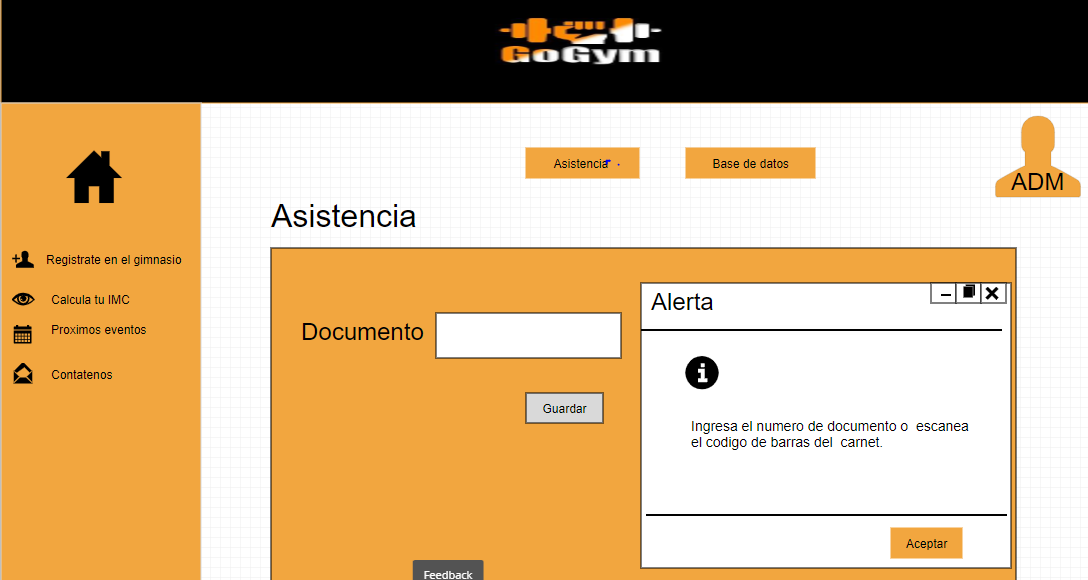 GoGym
Asistencia
Base de datos
ADM
Asistencia
Registrate en el gimnasio
Calcula tu IMC
Proximos eventos
Contatenos
Documento
Guardar
Alerta
Ingresa el numero de documento o escanea
el codigo de barras del carnet.
Aceptar
Feedback